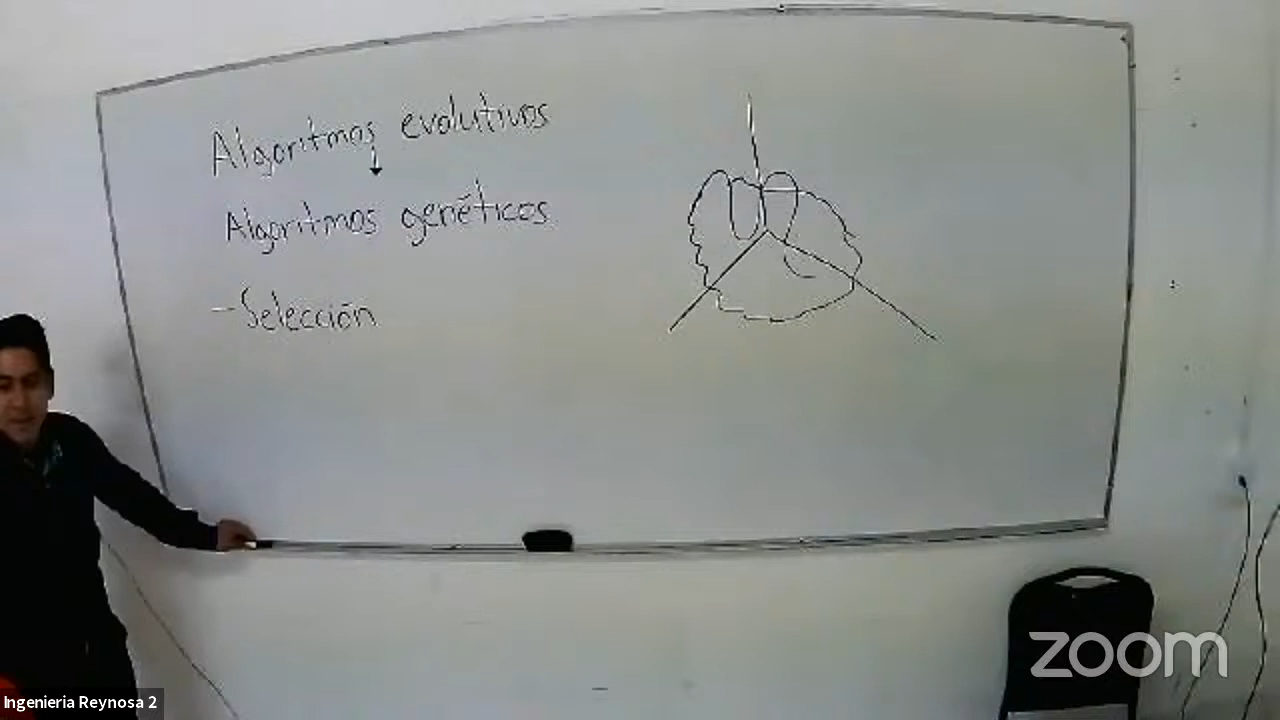 Algoritmos evolutivos
Algoritmos genéticos
-Selección
zoom
Ingenieria Reynosa 2